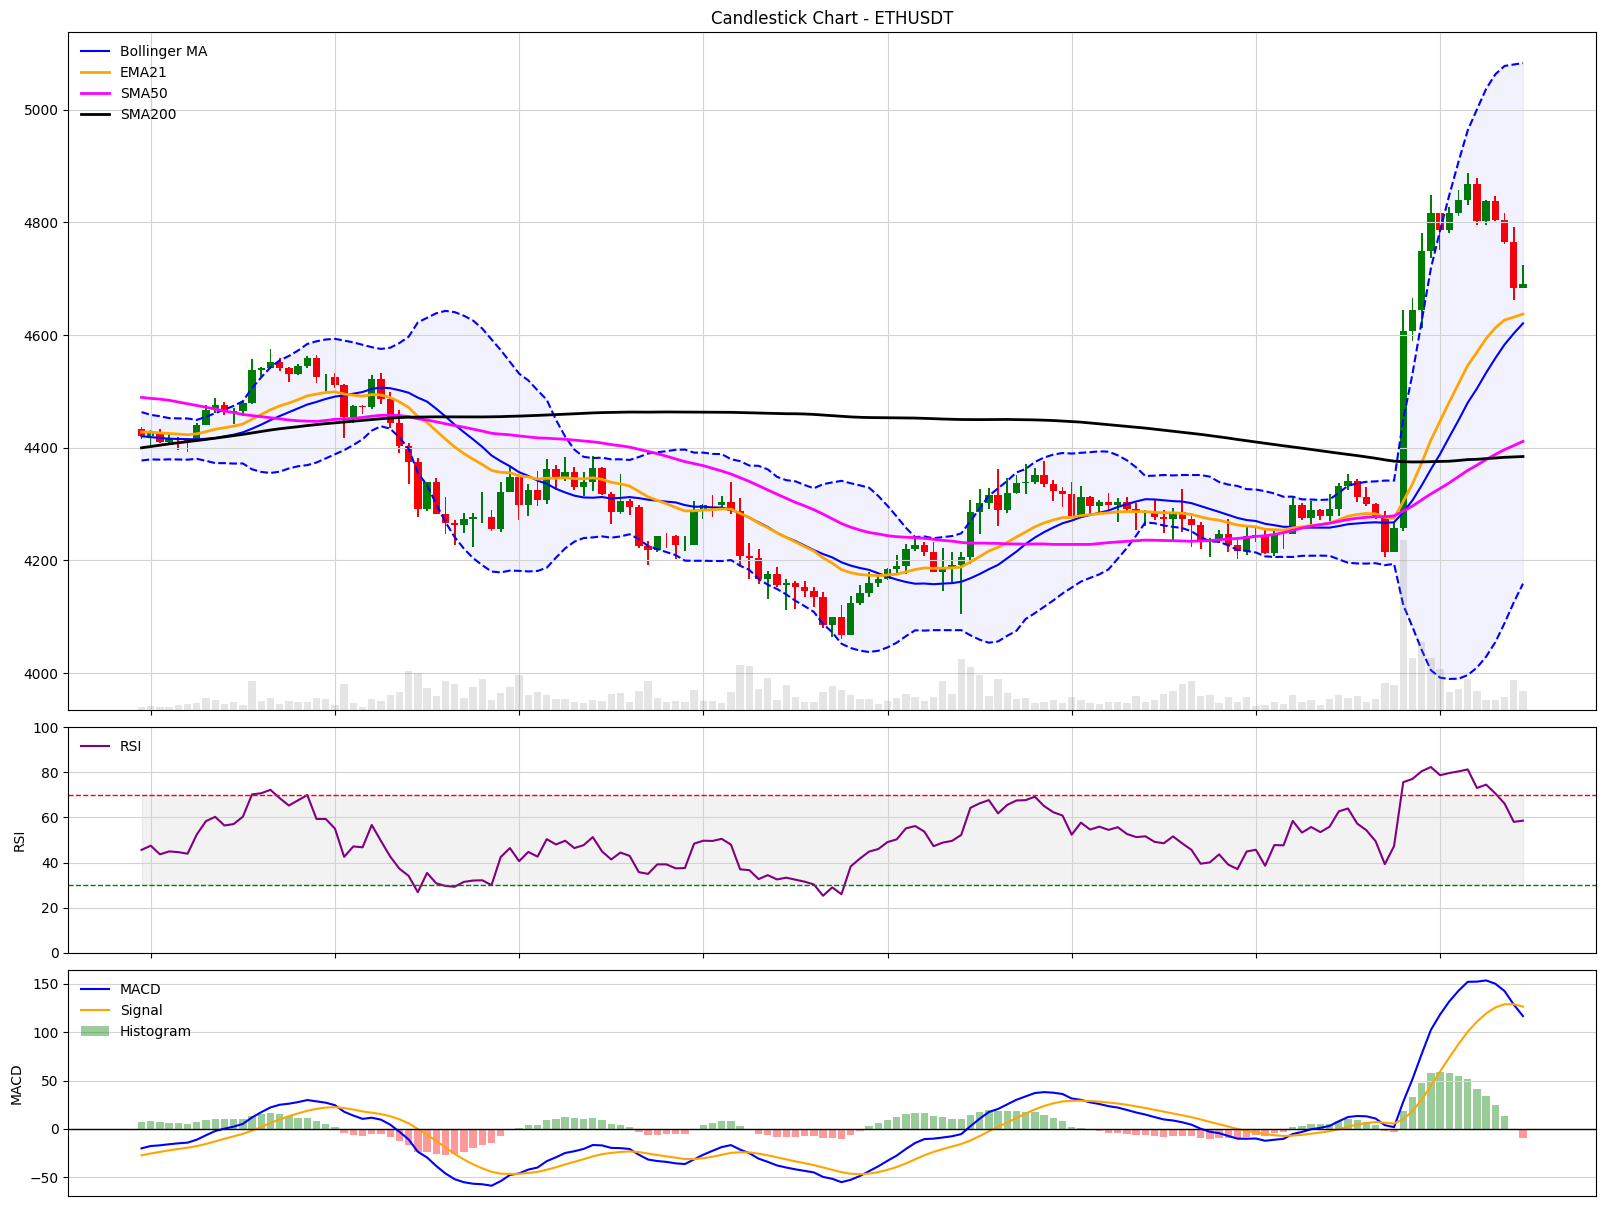 Candlestick Chart - ETHUSDT
Bollinger MA
EMA21
SMA50
SMA200
5000
4800
4600
4400
4200
4000
RSI
100
80
60
40
20
0
RSI
MACD
Signal
Histogram
150
100
50
0
−50
MACD